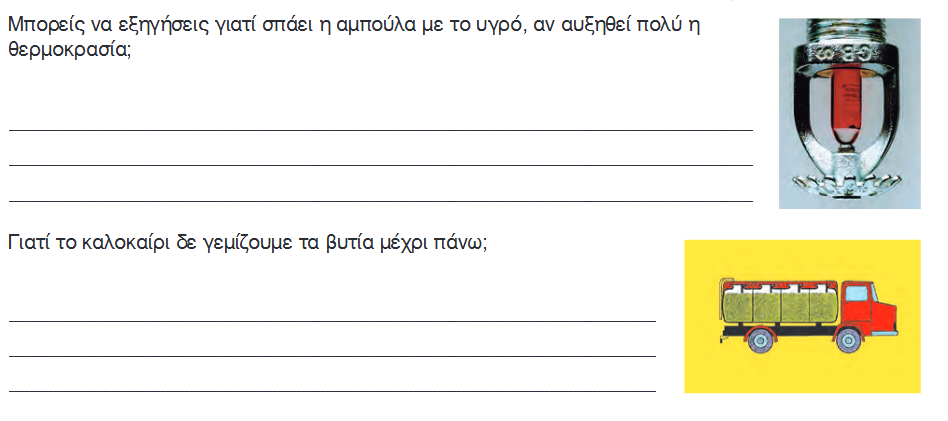 Μπορείς να εξηγήσεις γιατί σπάει η αμπούλα με το υγρό, αν αυξηθεί πολύ η
θερμοκρασία;
Γιατί το καλοκαίρι δε γεμίζουμε τα βυτία μέχρι πάνω;